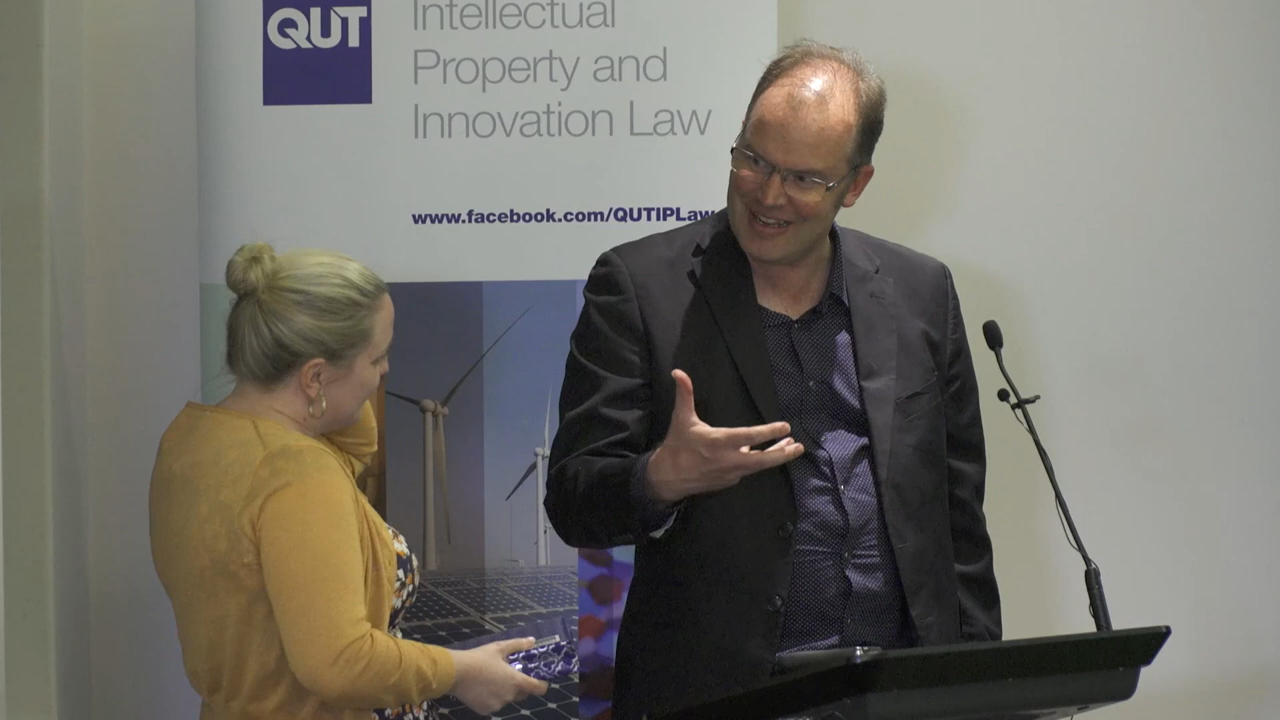 QUT
Intellectual
Property and
Innovation Law
www.facebook.com/QUTIPLaw